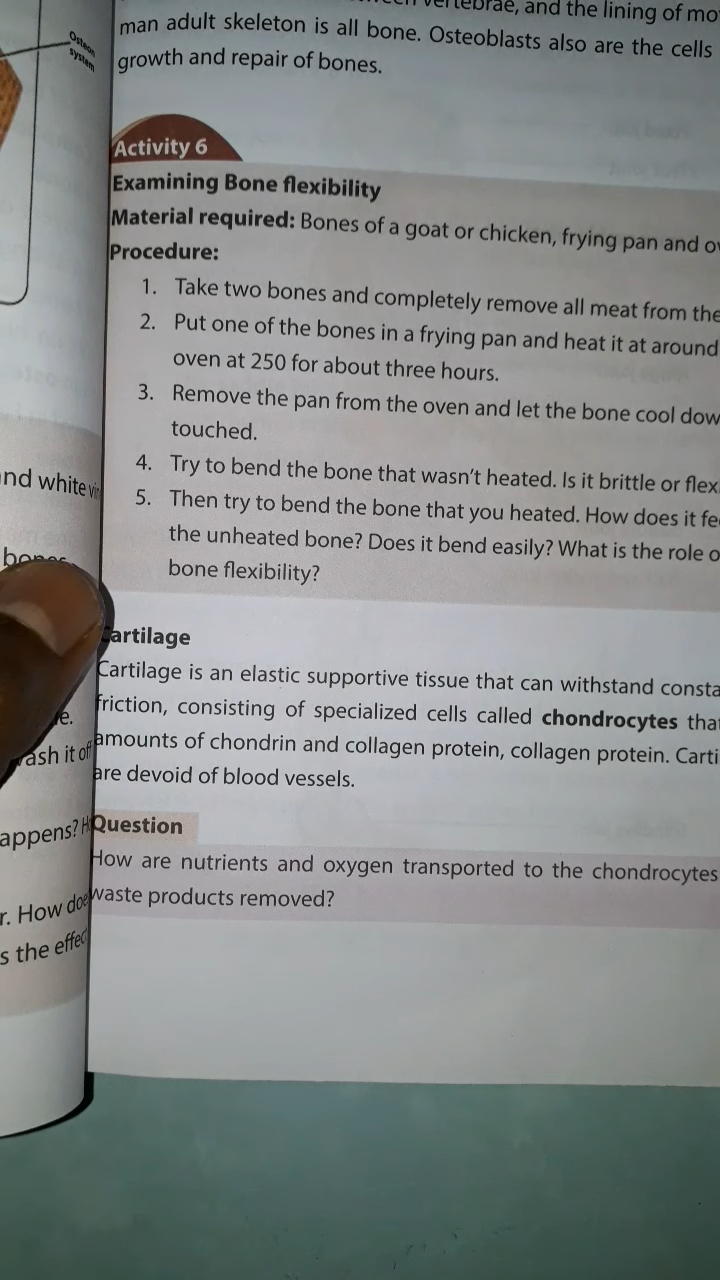 Osteon
system
vertebrae, and the lining of mo
man adult skeleton is all bone. Osteoblasts also are the cells
growth and repair of bones.
Activity 6
Examining Bone flexibility
Material required: Bones of a goat or chicken, frying pan and ov
Procedure:
1. Take two bones and completely remove all meat from the
2. Put one of the bones in a frying pan and heat it at around
oven at 250 for about three hours.
3. Remove the pan from the oven and let the bone cool dow
touched.
4. Try to bend the bone that wasn't heated. Is it brittle or flex
5. Then try to bend the bone that you heated. How does it fe
the unheated bone? Does it bend easily? What is the role o
bone flexibility?
Cartilage
Cartilage is an elastic supportive tissue that can withstand consta
friction, consisting of specialized cells called chondrocytes tha
amounts of chondrin and collagen protein, collagen protein. Carti
are devoid of blood vessels.
Question
How are nutrients and oxygen transported to the chondrocytes
waste products removed?
nd white
bones
e.
ash it of
appens? H
r. How doe
s the effec